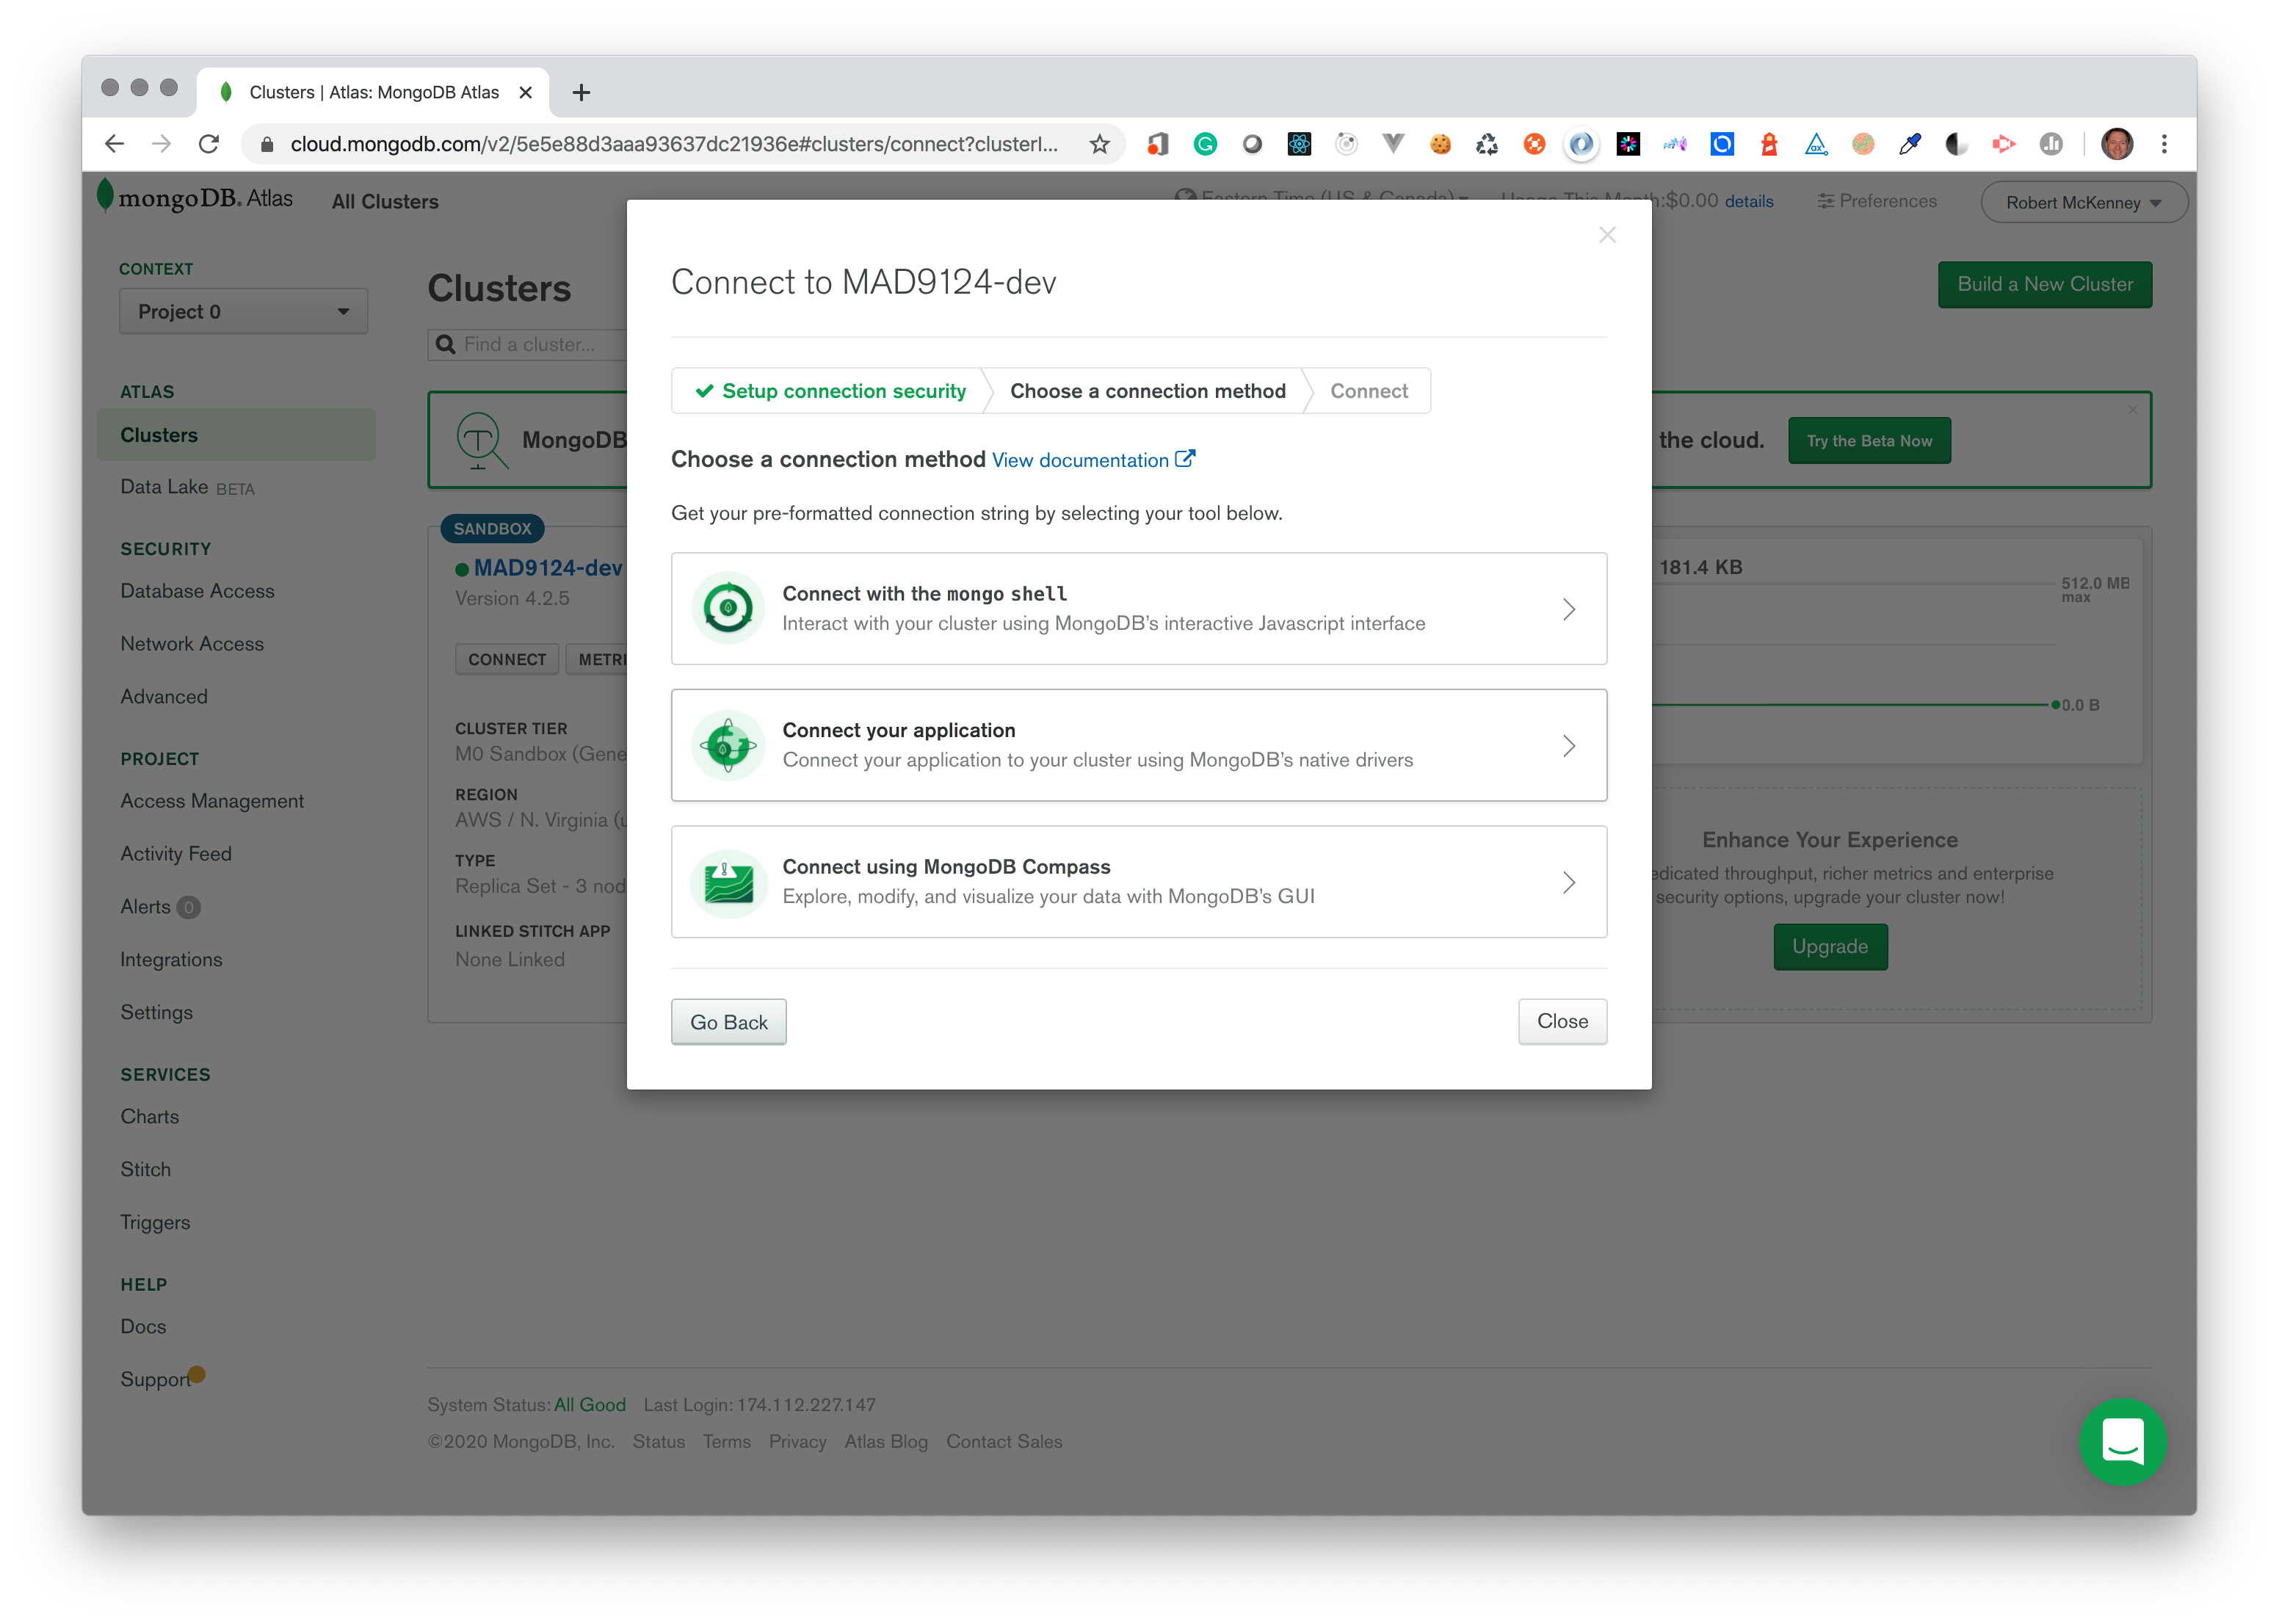 Clusters | Atlas: MongoDB Atlas
cloud.mongodb.com/v2/5e5e88d3aaa93637dc21936e#clusters/connect?clusterI...
mongoDB. Atlas
All Clusters
Eastern Time (US & Canada)
Usage This Month:$0.00 details
Preferences
Robert McKenney
CONTEXT
Project 0
ATLAS
Clusters
Data Lake BETA
SECURITY
Database Access
Network Access
Advanced
PROJECT
Access Management
Activity Feed
Alerts 0
Integrations
Settings
SERVICES
Charts
Stitch
Triggers
HELP
Docs
Support
Clusters
Build a New Cluster
Find a cluster...
MongoDB
the cloud.
Try the Beta Now
SANDBOX
MAD9124-dev
Version 4.2.5
CONNECT
METRI
CLUSTER TIER
M0 Sandbox (Gene
REGION
AWS / N. Virginia (u
TYPE
Replica Set - 3 nod
LINKED STITCH APP
None Linked
181.4 KB
512.0 MB
max
0.0 B
Enhance Your Experience
edicated throughput, richer metrics and enterprise
security options, upgrade your cluster now!
Upgrade
Connect to MAD9124-dev
Setup connection security
Choose a connection method
Connect
Choose a connection method View documentation
Get your pre-formatted connection string by selecting your tool below.
Connect with the mongo shell
Interact with your cluster using MongoDB's interactive Javascript interface
Connect your application
Connect your application to your cluster using MongoDB's native drivers
Connect using MongoDB Compass
Explore, modify, and visualize your data with MongoDB's GUI
Go Back
Close
System Status: All Good Last Login: 174.112.227.147
©2020 MongoDB, Inc. Status Terms Privacy Atlas Blog Contact Sales